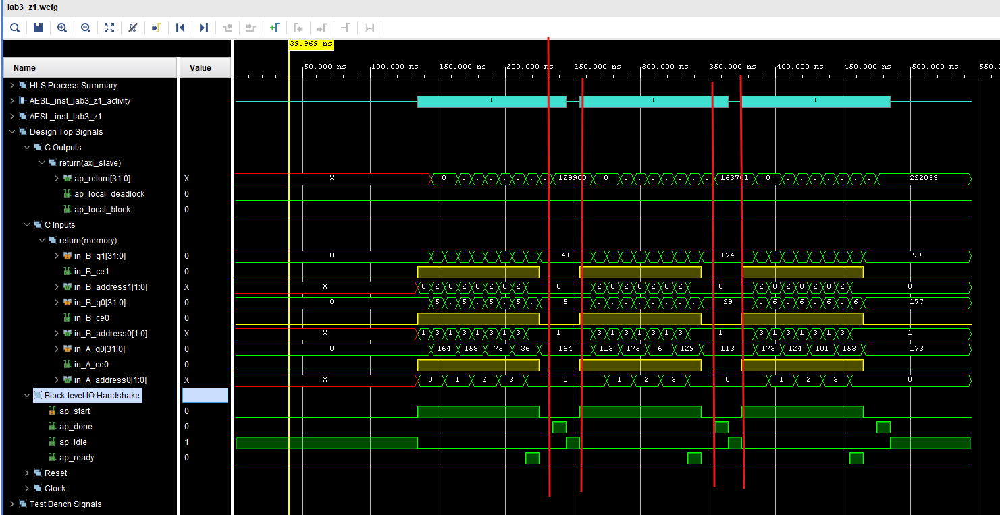 lab3_z1.wcfg
39.969 ns
Name Value
50.000 ns 100.000 ns 150.000 ns 200.000 ns 250.000 ns 300.000 ns 350.000 ns 400.000 ns 450.000 ns 500.000 ns 550.
HLS Process Summary
AESL_inst_lab3_z1_activity 1 1 1
AESL_inst_lab3_z1
Design Top Signals
C Outputs
return(axi_slave)
ap_return[31:0] X X 0 . . . . . . . 129900 0 . . . . . . . . 163701 0 . . . . . . . . 222053
ap_local_deadlock 0
ap_local_block 0
C Inputs
return(memory)
in_B_q1[31:0] 0 0 . . . . . . . . 41 . . . . . . . . 174 . . . . . . . . 99
in_B_ce1 0
in_B_address1[1:0] X X 0 2 0 2 0 2 0 2 0 2 0 2 0 2 0 2 0 2 0 2 0 2 0 2 0
in_B_q0[31:0] 0 0 5 . 5 . 5 . 5 . 5 . . . . . . . . 29 . 6 . 6 . 6 . 6 177
in_B_ce0 0
in_B_address0[1:0] X X 1 3 1 3 1 3 1 3 1 3 1 3 1 3 1 3 1 3 1 3 1 3 1 3 1
in_A_q0[31:0] 0 0 164 158 75 36 164 113 175 6 129 113 173 124 101 153 173
in_A_ce0 0
in_A_address0[1:0] X X 0 1 2 3 0 1 2 3 0 1 2 3 0
Block-level IO Handshake
ap_start 0
ap_done 0
ap_idle 1
ap_ready 0
Reset
Clock
Test Bench Signals